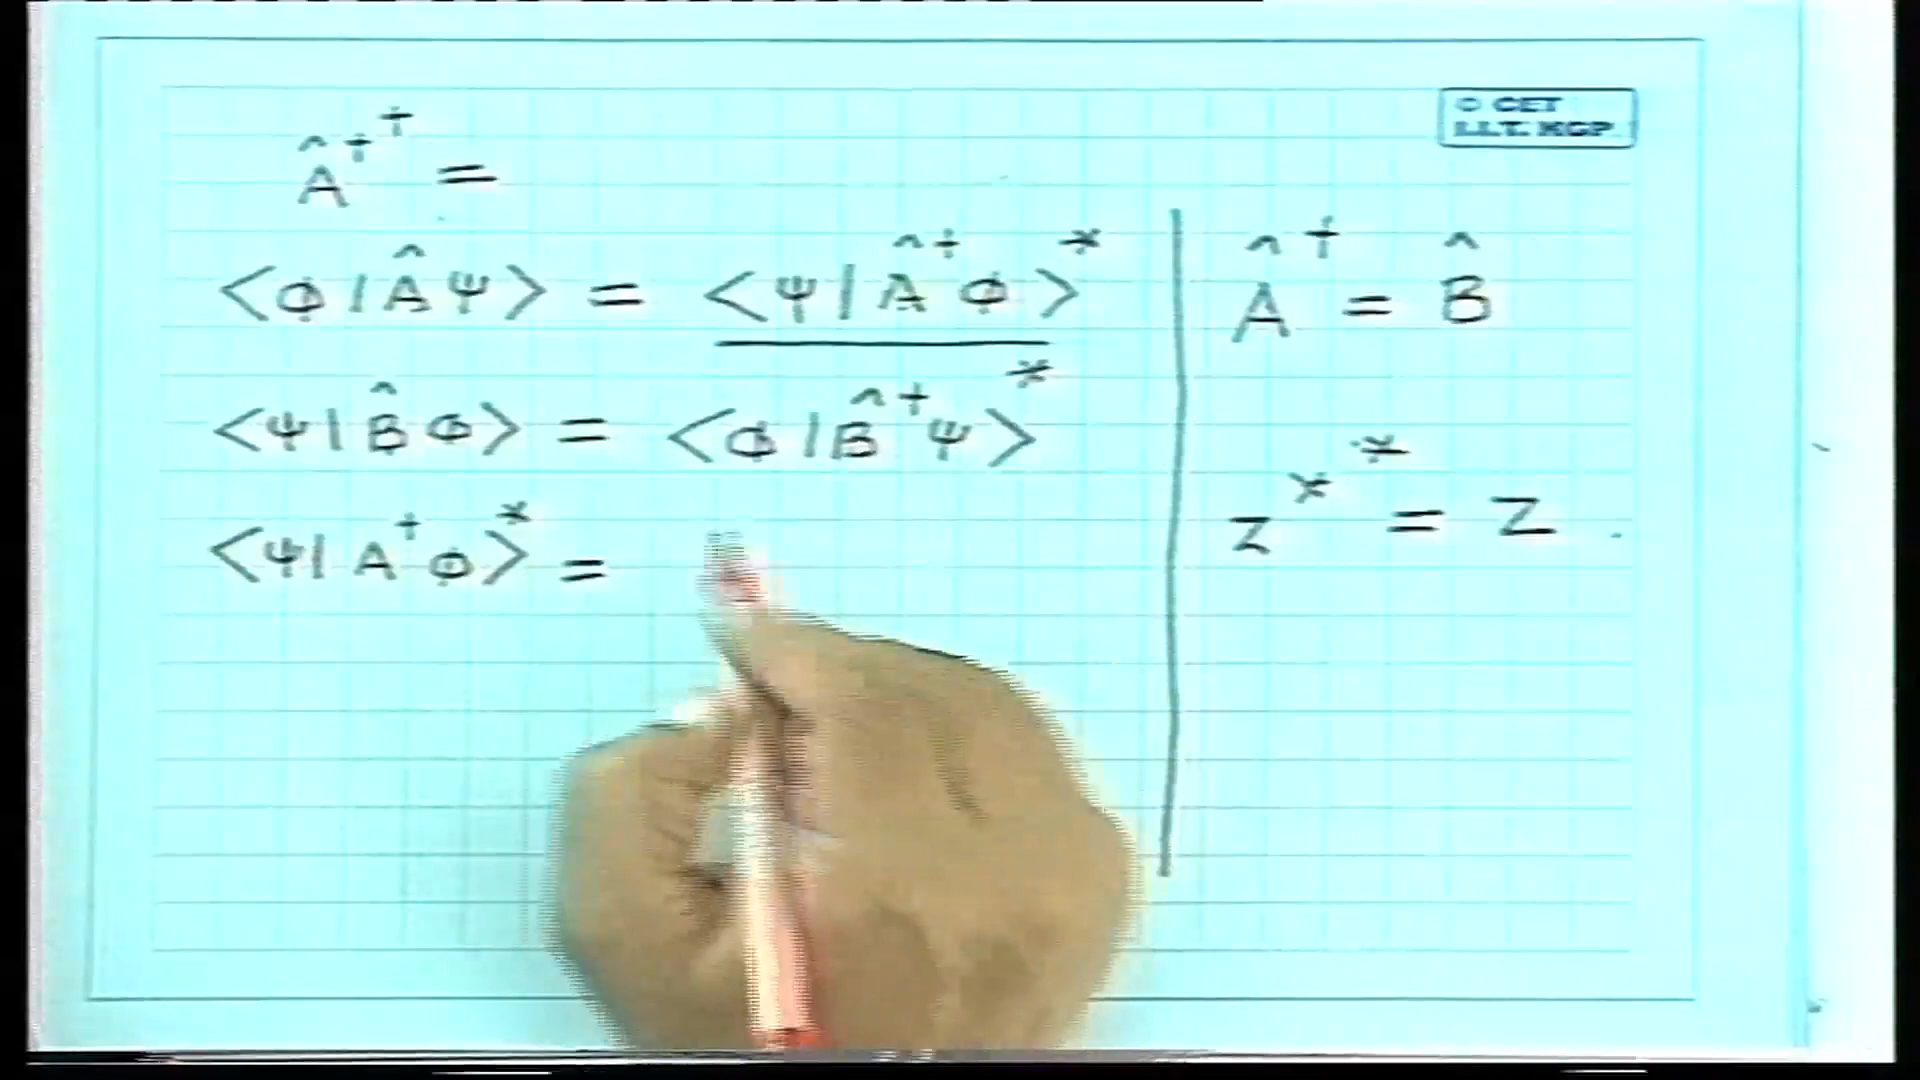 Â†† =
© CET
I.I.T. KGP
⟨Φ|Âψ⟩ = ⟨ψ|†Φ⟩*
⟨ψ|B̂Φ⟩ = ⟨Φ|B̂†ψ⟩*
⟨ψ|A†Φ⟩* =
† = B̂
z** = z